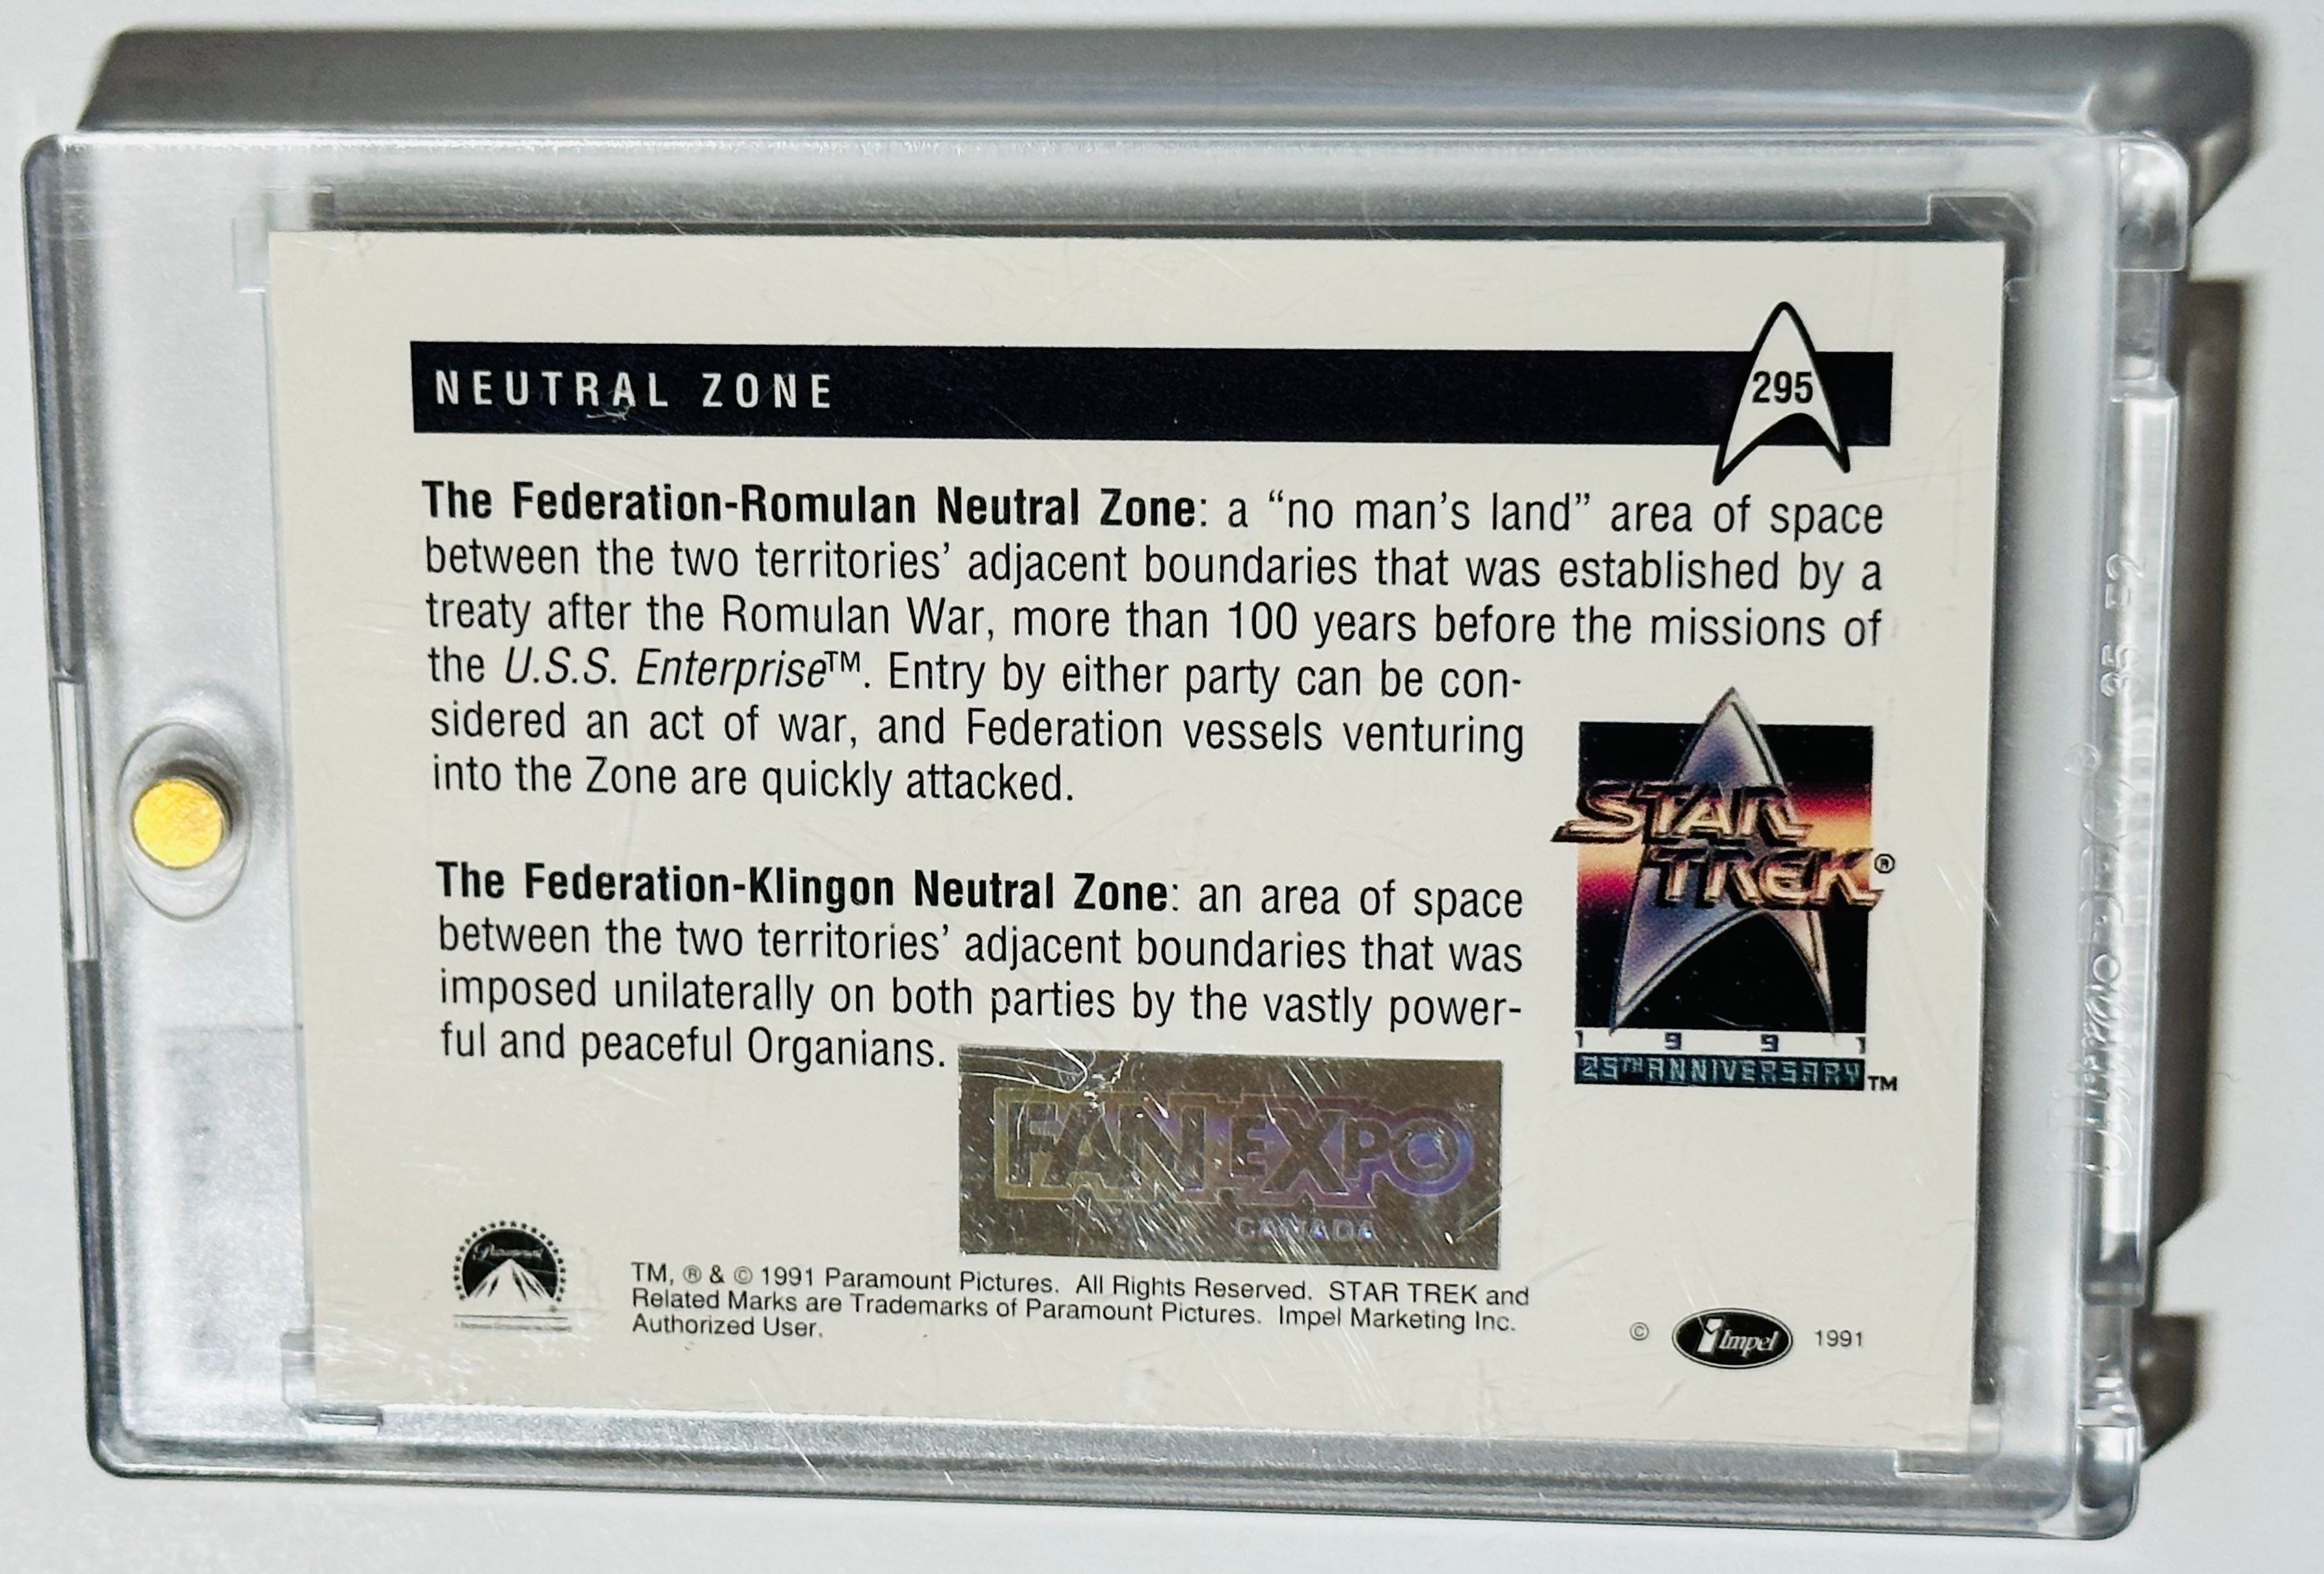 NEUTRAL ZONE
295
The Federation-Romulan Neutral Zone: a “no man’s land” area of space
between the two territories’ adjacent boundaries that was established by a
treaty after the Romulan War, more than 100 years before the missions of
the U.S.S. Enterprise™. Entry by either party can be con-
sidered an act of war, and Federation vessels venturing
into the Zone are quickly attacked.
The Federation-Klingon Neutral Zone: an area of space
between the two territories’ adjacent boundaries that was
imposed unilaterally on both parties by the vastly power-
ful and peaceful Organians.
STAR
TREK®
1 9 9 1
25TH ANNIVERSARY™
FAN EXPO
CANADA
Paramount
TM, ® & © 1991 Paramount Pictures. All Rights Reserved. STAR TREK and
Related Marks are Trademarks of Paramount Pictures. Impel Marketing Inc.
Authorized User.
© Impel 1991